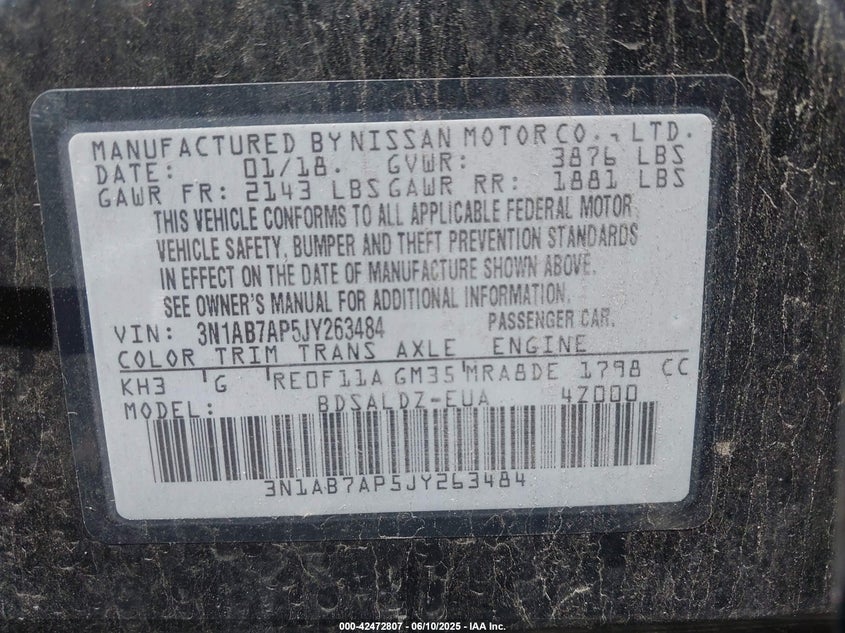 MANUFACTURED BY NISSAN MOTOR CO., LTD.
DATE: 01/18. GVWR: 3876 LBS
GAWR FR: 2143 LBS GAWR RR: 1881 LBS
THIS VEHICLE CONFORMS TO ALL APPLICABLE FEDERAL MOTOR
VEHICLE SAFETY, BUMPER AND THEFT PREVENTION STANDARDS
IN EFFECT ON THE DATE OF MANUFACTURE SHOWN ABOVE.
SEE OWNER'S MANUAL FOR ADDITIONAL INFORMATION.
VIN: 3N1AB7AP5JY263484 PASSENGER CAR.
COLOR TRIM TRANS AXLE ENGINE
KH3 G RE0F11A GM35 MRA8DE 1798 CC
MODEL: BDSALDZ-EUA 4Z000
3N1AB7AP5JY263484
000-42472807 - 06/10/2025 - IAA Inc.